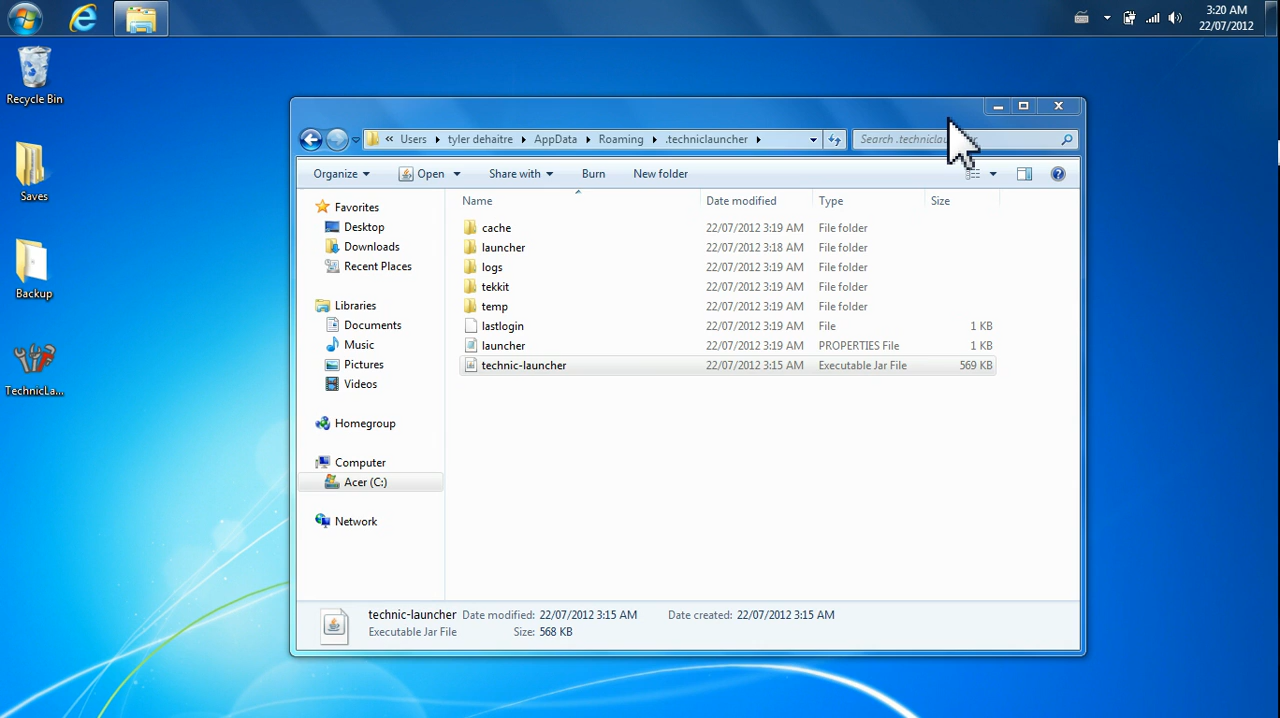 3:20 AM
22/07/2012
Recycle Bin
Saves
Backup
TechnicLa...
« Users tyler dehaitre AppData Roaming .techniclauncher
Search .techniclau
Organize Open Share with Burn New folder
Name Date modified Type Size
Favorites
Desktop
Downloads
Recent Places
Libraries
Documents
Music
Pictures
Videos
Homegroup
Computer
Acer (C:)
Network
cache 22/07/2012 3:19 AM File folder
launcher 22/07/2012 3:18 AM File folder
logs 22/07/2012 3:19 AM File folder
tekkit 22/07/2012 3:19 AM File folder
temp 22/07/2012 3:19 AM File folder
lastlogin 22/07/2012 3:19 AM File 1 KB
launcher 22/07/2012 3:19 AM PROPERTIES File 1 KB
technic-launcher 22/07/2012 3:15 AM Executable Jar File 569 KB
technic-launcher Date modified: 22/07/2012 3:15 AM Date created: 22/07/2012 3:15 AM
Executable Jar File Size: 568 KB